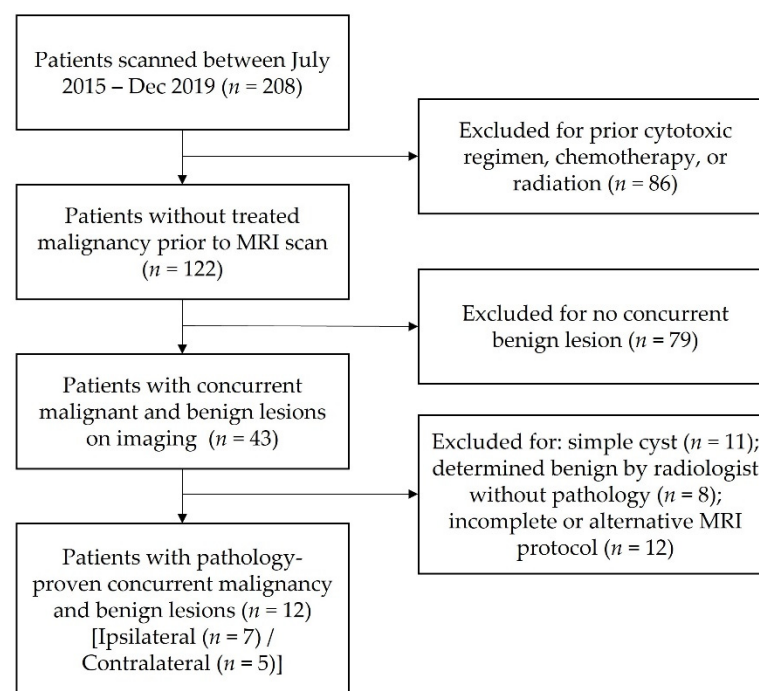 Patients scanned between July
2015 – Dec 2019 (n = 208)
Excluded for prior cytotoxic
regimen, chemotherapy, or
radiation (n = 86)
Patients without treated
malignancy prior to MRI scan
(n = 122)
Excluded for no concurrent
benign lesion (n = 79)
Patients with concurrent
malignant and benign lesions
on imaging (n = 43)
Excluded for: simple cyst (n = 11);
determined benign by radiologist
without pathology (n = 8);
incomplete or alternative MRI
protocol (n = 12)
Patients with pathology-
proven concurrent malignancy
and benign lesions (n = 12)
[Ipsilateral (n = 7) /
Contralateral (n = 5)]